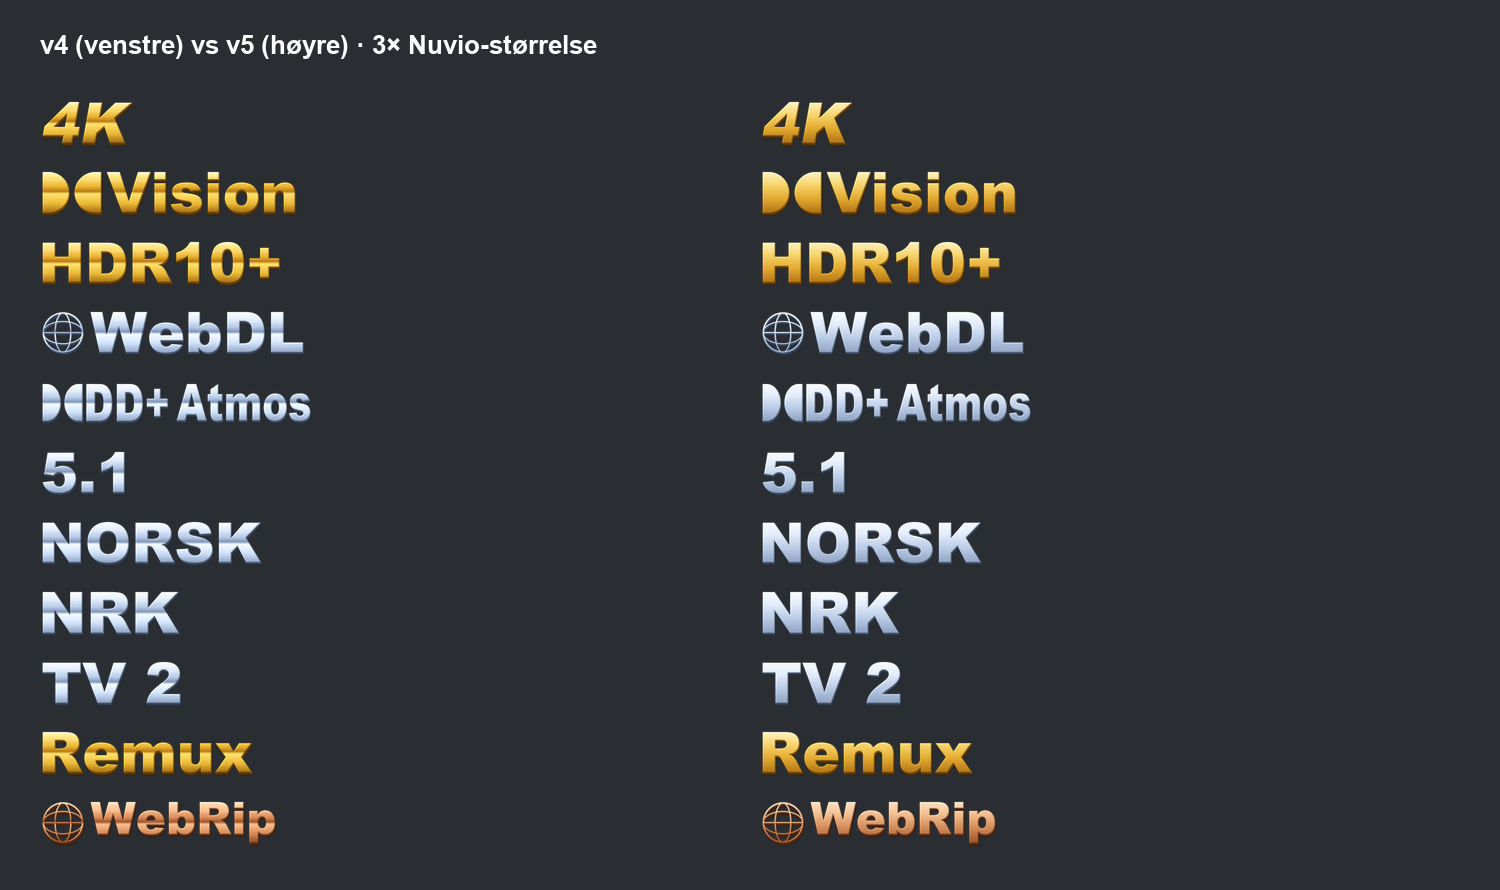 v4 (venstre) vs v5 (høyre) · 3× Nuvio-størrelse
4K 4K
Vision Vision
HDR10+ HDR10+
WebDL WebDL
DD+ Atmos DD+ Atmos
5.1 5.1
NORSK NORSK
NRK NRK
TV 2 TV 2
Remux Remux
WebRip WebRip